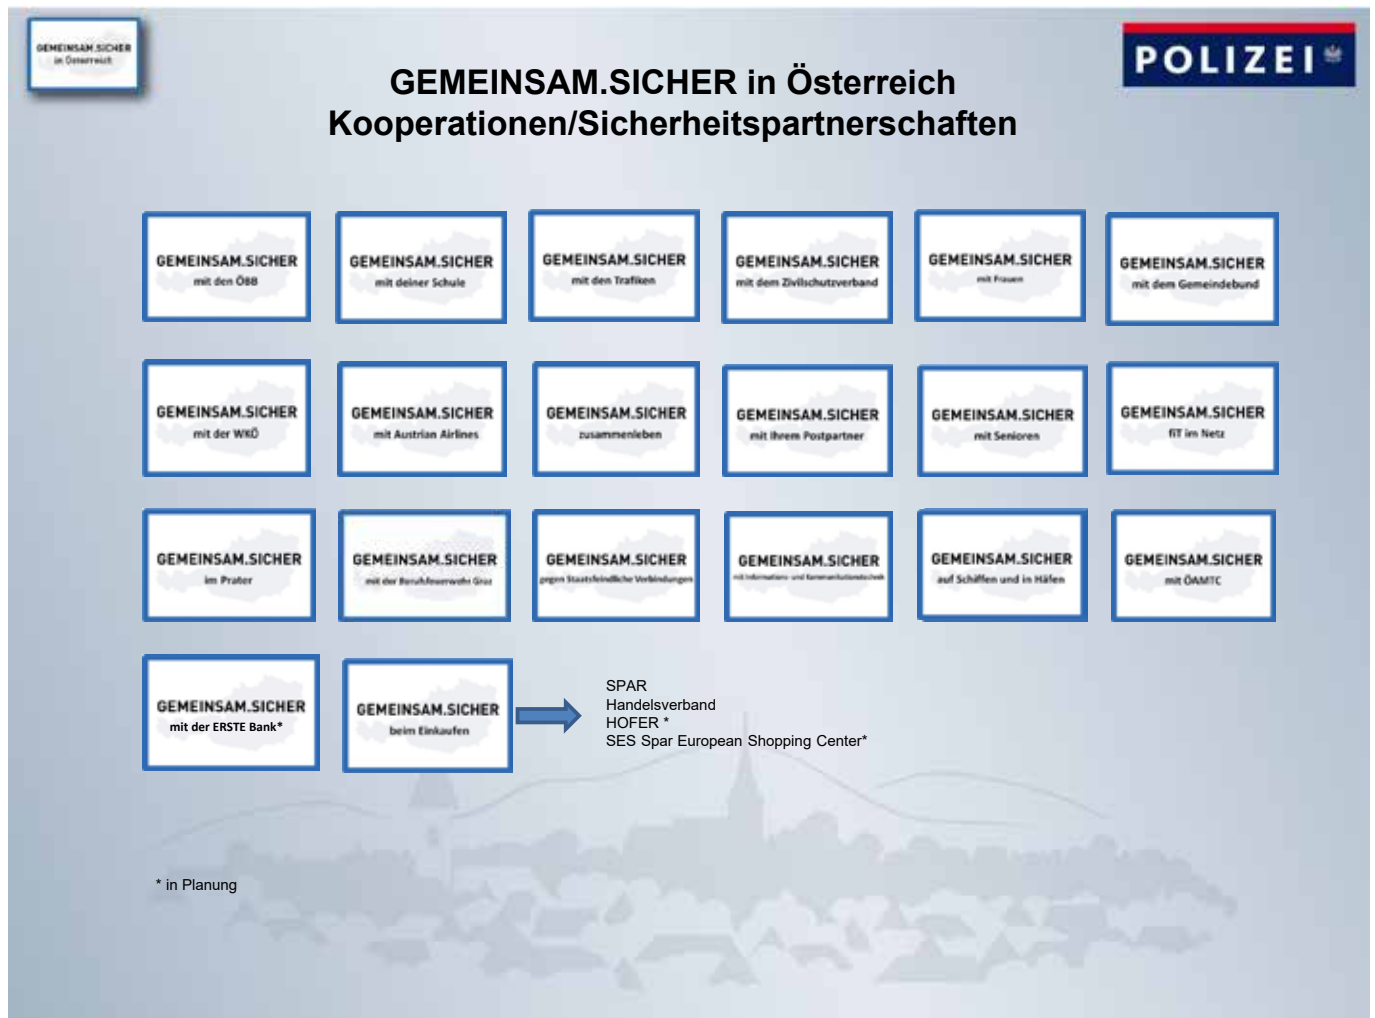 GEMEINSAM.SICHER
in Österreich
POLIZEI
GEMEINSAM.SICHER in Österreich
Kooperationen/Sicherheitspartnerschaften
GEMEINSAM.SICHER
mit den ÖBB
GEMEINSAM.SICHER
mit deiner Schule
GEMEINSAM.SICHER
mit den Trafiken
GEMEINSAM.SICHER
mit dem Zivilschutzverband
GEMEINSAM.SICHER
mit Frauen
GEMEINSAM.SICHER
mit dem Gemeindebund
GEMEINSAM.SICHER
mit der WKÖ
GEMEINSAM.SICHER
mit Austrian Airlines
GEMEINSAM.SICHER
zusammenleben
GEMEINSAM.SICHER
mit Ihrem Postpartner
GEMEINSAM.SICHER
mit Senioren
GEMEINSAM.SICHER
fiT im Netz
GEMEINSAM.SICHER
im Prater
GEMEINSAM.SICHER
mit der Berufsfeuerwehr Graz
GEMEINSAM.SICHER
gegen Staatsfeindliche Verbindungen
GEMEINSAM.SICHER
mit Informations- und Kommunikationstechnik
GEMEINSAM.SICHER
auf Schiffen und in Häfen
GEMEINSAM.SICHER
mit ÖAMTC
GEMEINSAM.SICHER
mit der ERSTE Bank*
GEMEINSAM.SICHER
beim Einkaufen
SPAR
Handelsverband
HOFER *
SES Spar European Shopping Center*
* in Planung